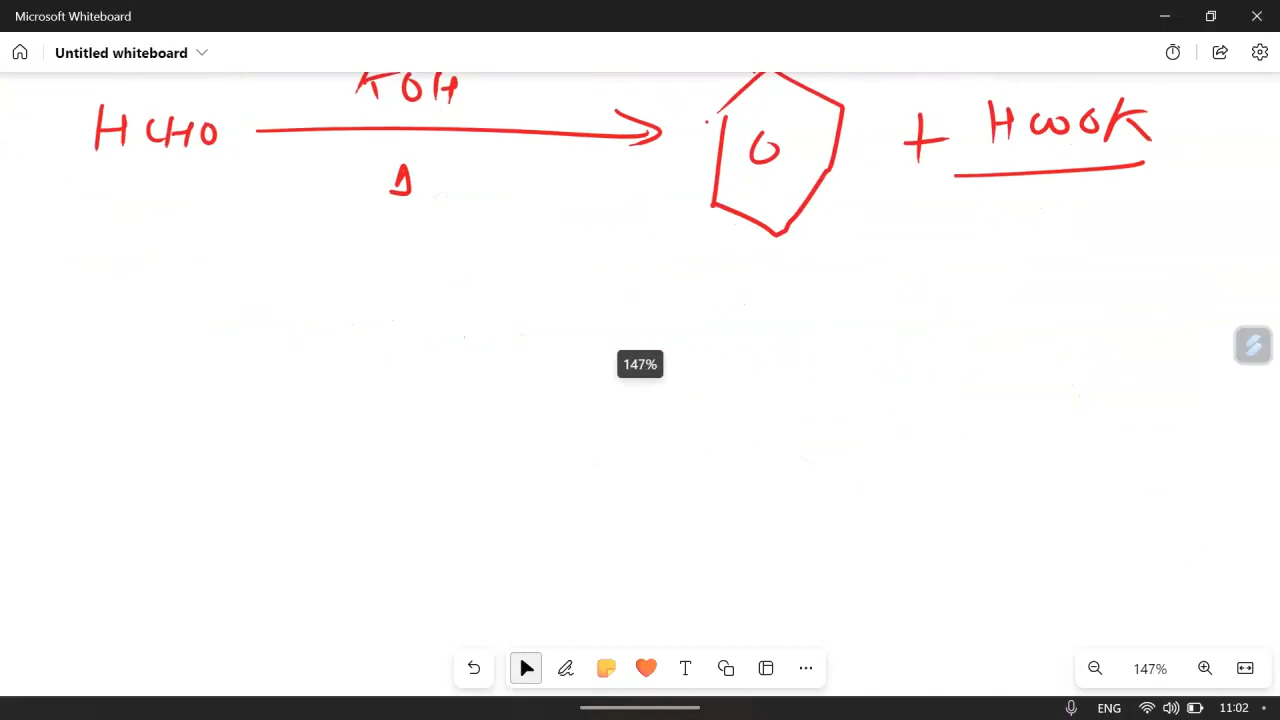 Microsoft Whiteboard
Untitled whiteboard
KOH
HCHO
Δ
O
+ HCOOK
147%
T
147%
ENG
11:02